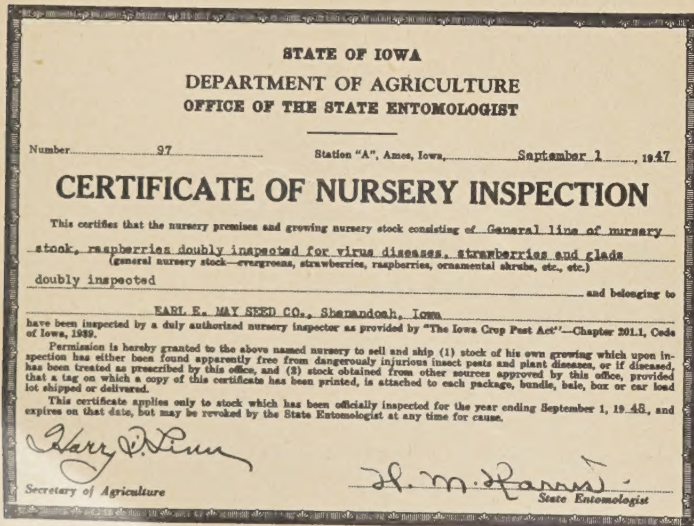 STATE OF IOWA
DEPARTMENT OF AGRICULTURE
OFFICE OF THE STATE ENTOMOLOGIST
Number 97 Station "A", Ames, Iowa, September 1, 1947
CERTIFICATE OF NURSERY INSPECTION
This certifies that the nursery premises and growing nursery stock consisting of General line of nursery
stock, raspberries doubly inspected for virus diseases, strawberries and glads
(general nursery stock—evergreens, strawberries, raspberries, ornamental shrubs, etc., etc.)
doubly inspected and belonging to
EARL E. MAY SEED CO., Shenandoah, Iowa
have been inspected by a duly authorized nursery inspector as provided by "The Iowa Crop Pest Act"—Chapter 201.1, Code
of Iowa, 1939.
Permission is hereby granted to the above named nursery to sell and ship (1) stock of his own growing which upon in-
spection has either been found apparently free from dangerously injurious insect pests and plant diseases, or if diseased,
has been treated as prescribed by this office, and (2) stock obtained from other sources approved by this office, provided
that a tag on which a copy of this certificate has been printed, is attached to each package, bundle, bale, box or car load
lot shipped or delivered.
This certificate applies only to stock which has been officially inspected for the year ending September 1, 1948, and
expires on that date, but may be revoked by the State Entomologist at any time for cause.
Harry D. Linn
H. M. Harris
Secretary of Agriculture
State Entomologist